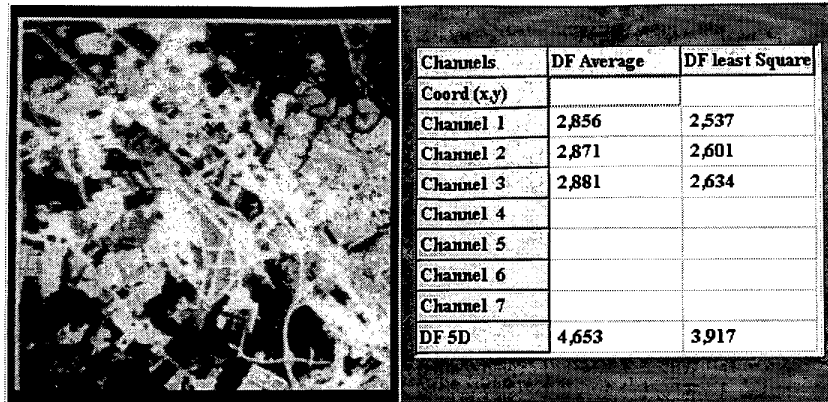 Channels DF Average DF least Square
Coord (x,y)
Channel 1 2,856 2,537
Channel 2 2,871 2,601
Channel 3 2,881 2,634
Channel 4
Channel 5
Channel 6
Channel 7
DF 5D 4,653 3,917